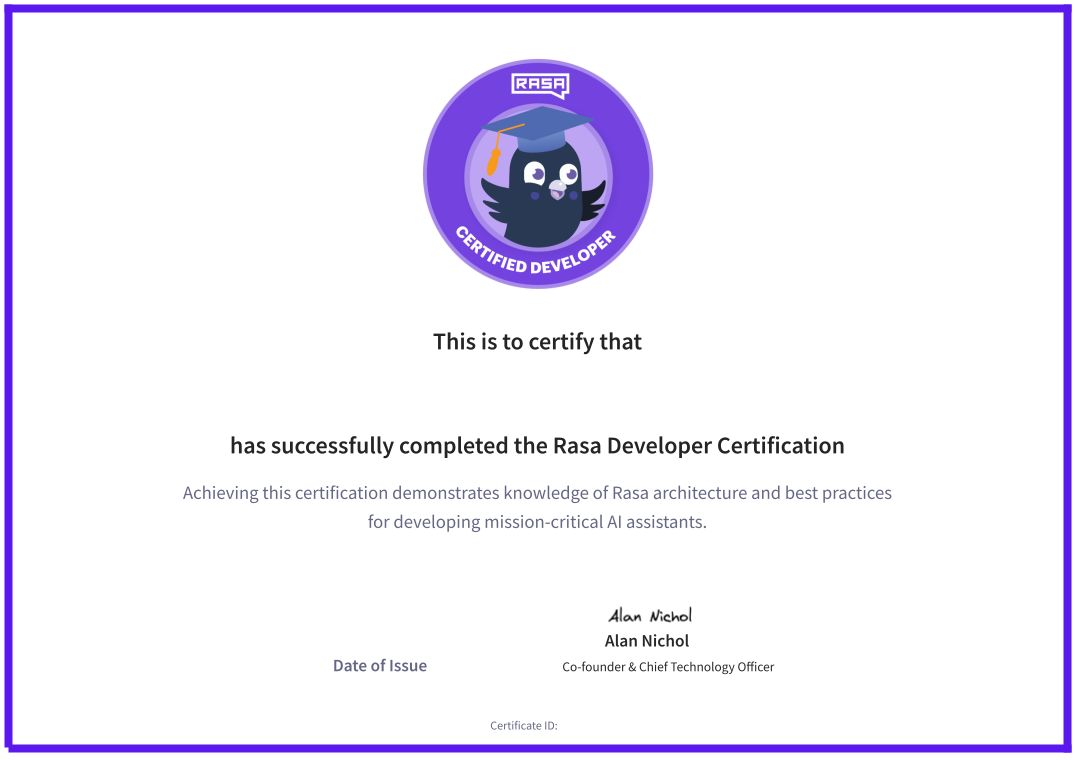 RASA
CERTIFIED DEVELOPER
This is to certify that
has successfully completed the Rasa Developer Certification
Achieving this certification demonstrates knowledge of Rasa architecture and best practices
for developing mission-critical AI assistants.
Alan Nichol
Alan Nichol
Date of Issue
Co-founder & Chief Technology Officer
Certificate ID: